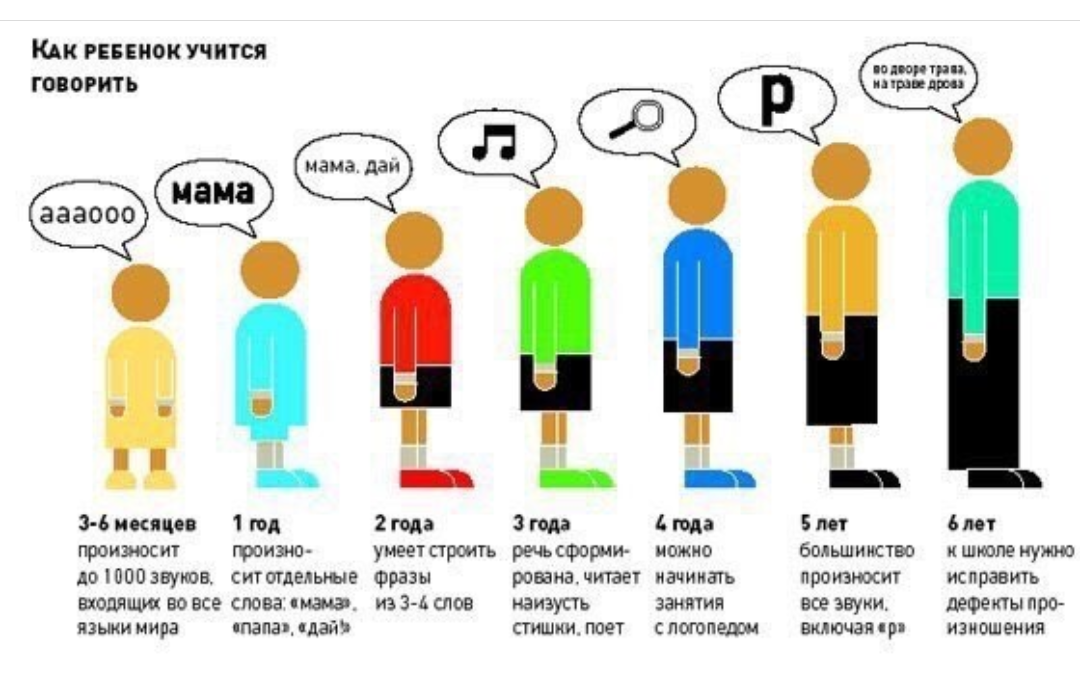 Как ребенок учится
говорить
аааооо
мама
мама, дай
р
во дворе трава,
на траве дрова
3-6 месяцев
произносит
до 1000 звуков,
входящих во все
языки мира
1 год
произно-
сит отдельные
слова: «мама»,
«папа», «дай!»
2 года
умеет строить
фразы
из 3-4 слов
3 года
речь сформи-
рована, читает
наизусть
стишки, поет
4 года
можно
начинать
занятия
с логопедом
5 лет
большинство
произносит
все звуки,
включая «р»
6 лет
к школе нужно
исправить
дефекты про-
изношения